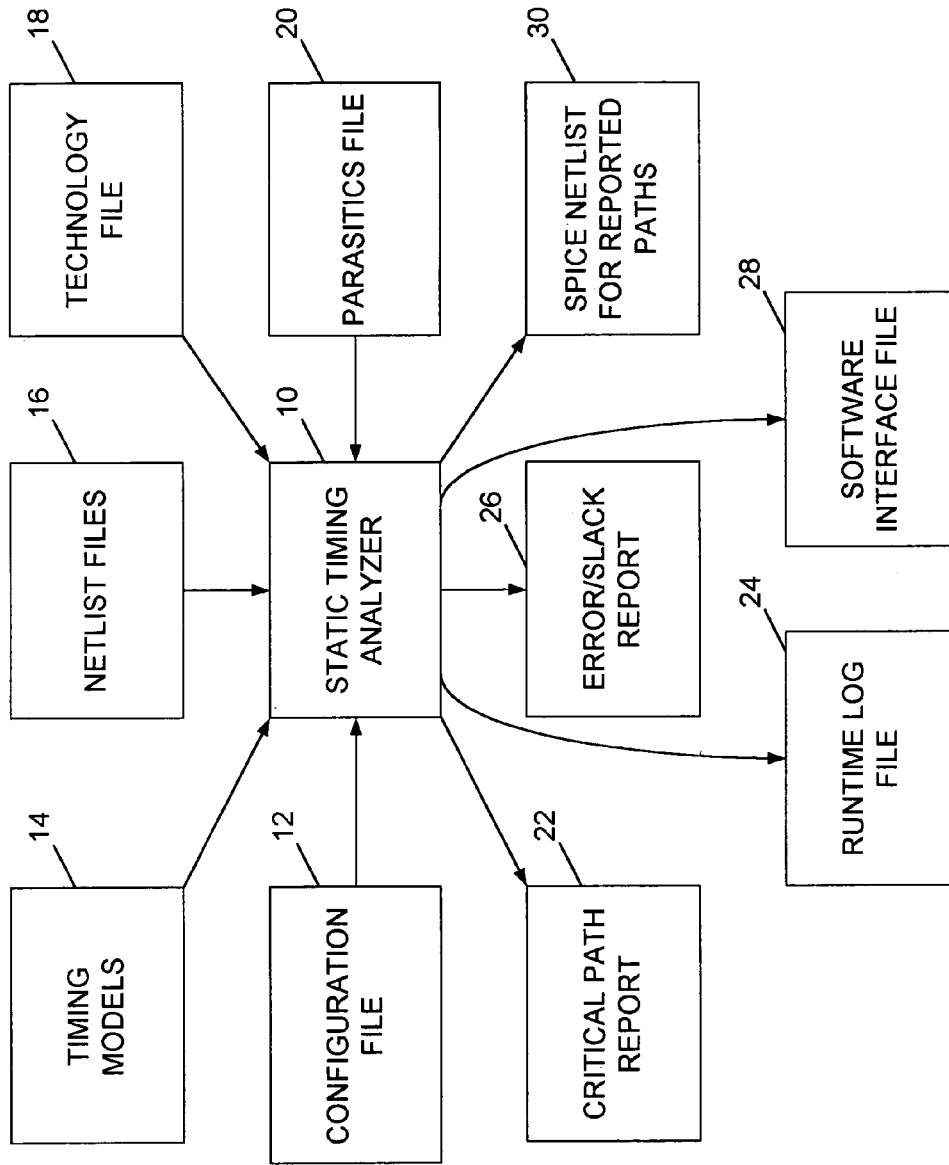 14
TIMING
MODELS
16
NETLIST FILES
18
TECHNOLOGY
FILE
12
CONFIGURATION
FILE
10
STATIC TIMING
ANALYZER
20
PARASITICS FILE
22
CRITICAL PATH
REPORT
26
ERROR/SLACK
REPORT
30
SPICE NETLIST
FOR REPORTED
PATHS
24
RUNTIME LOG
FILE
28
SOFTWARE
INTERFACE FILE